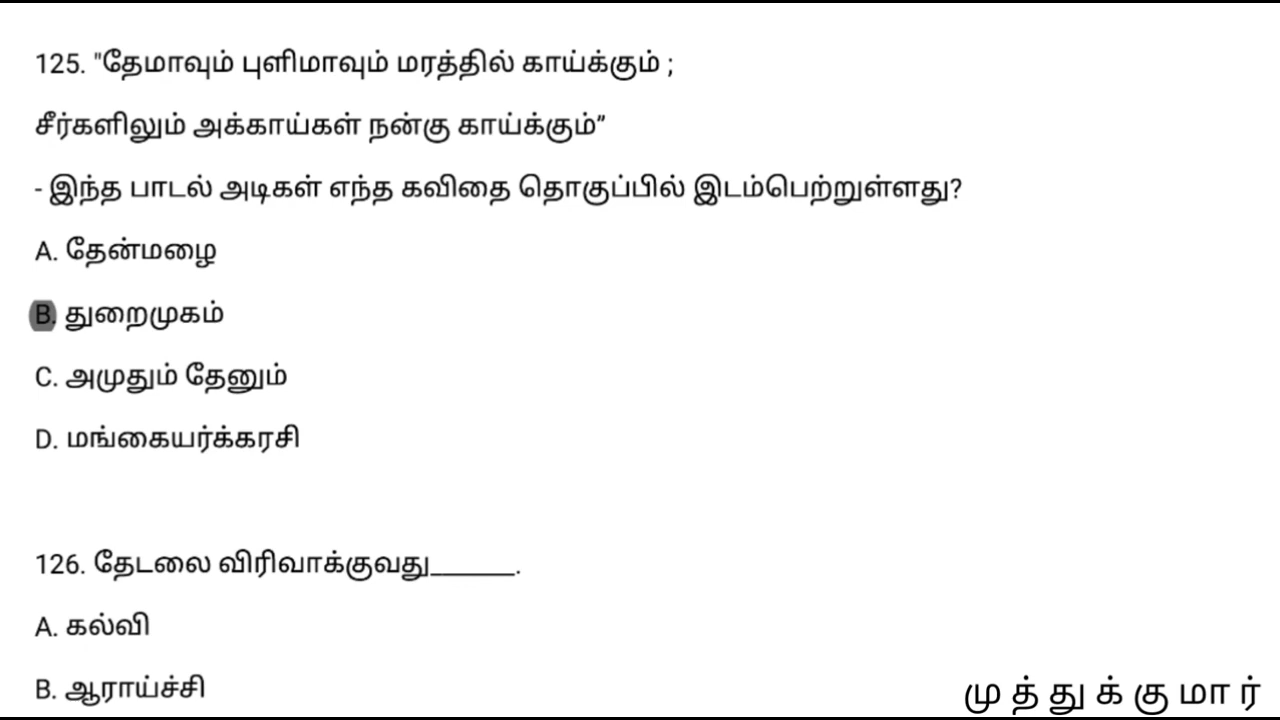 125. "தேமாவும் புளிமாவும் மரத்தில் காய்க்கும் ;
சீர்களிலும் அக்காய்கள் நன்கு காய்க்கும்”
- இந்த பாடல் அடிகள் எந்த கவிதை தொகுப்பில் இடம்பெற்றுள்ளது?
A. தேன்மழை
B. துறைமுகம்
C. அமுதும் தேனும்
D. மங்கையர்க்கரசி
126. தேடலை விரிவாக்குவது______.
A. கல்வி
B. ஆராய்ச்சி
மு த் து க் கு மா ர்